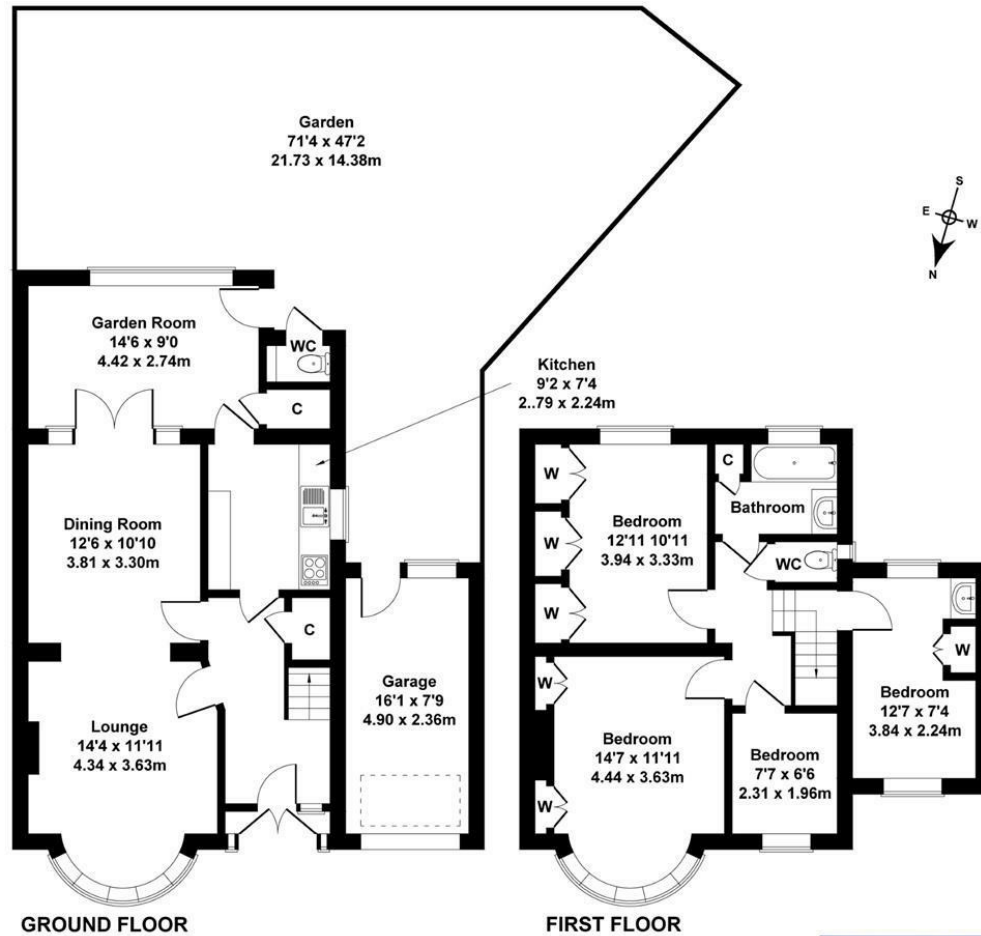 Garden
71'4 x 47'2
21.73 x 14.38m
S
E
W
N
Garden Room
14'6 x 9'0
4.42 x 2.74m
WC
C
Kitchen
9'2 x 7'4
2..79 x 2.24m
Dining Room
12'6 x 10'10
3.81 x 3.30m
C
Lounge
14'4 x 11'11
4.34 x 3.63m
Garage
16'1 x 7'9
4.90 x 2.36m
GROUND FLOOR
W
W
W
Bedroom
12'11 10'11
3.94 x 3.33m
C
Bathroom
WC
W
Bedroom
12'7 x 7'4
3.84 x 2.24m
W
W
Bedroom
14'7 x 11'11
4.44 x 3.63m
Bedroom
7'7 x 6'6
2.31 x 1.96m
FIRST FLOOR